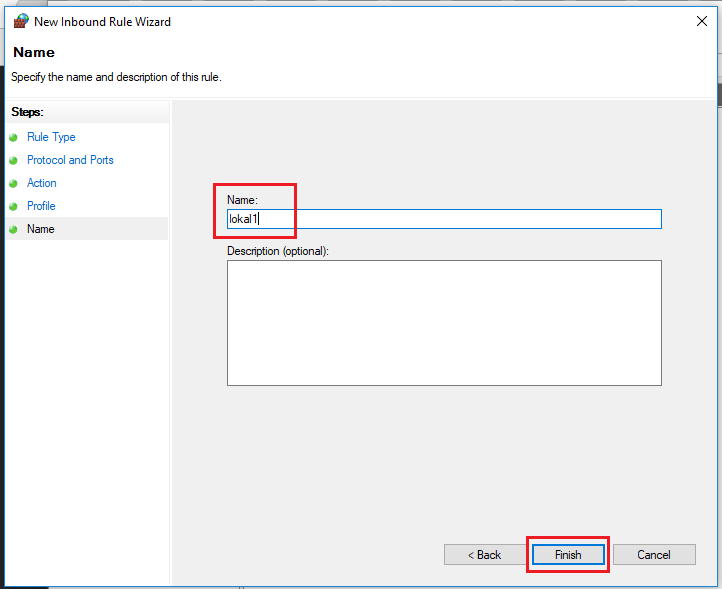 New Inbound Rule Wizard
Name
Specify the name and description of this rule.
Steps:
Rule Type
Protocol and Ports
Action
Profile
Name
Name:
lokal1
Description (optional):
< Back
Finish
Cancel